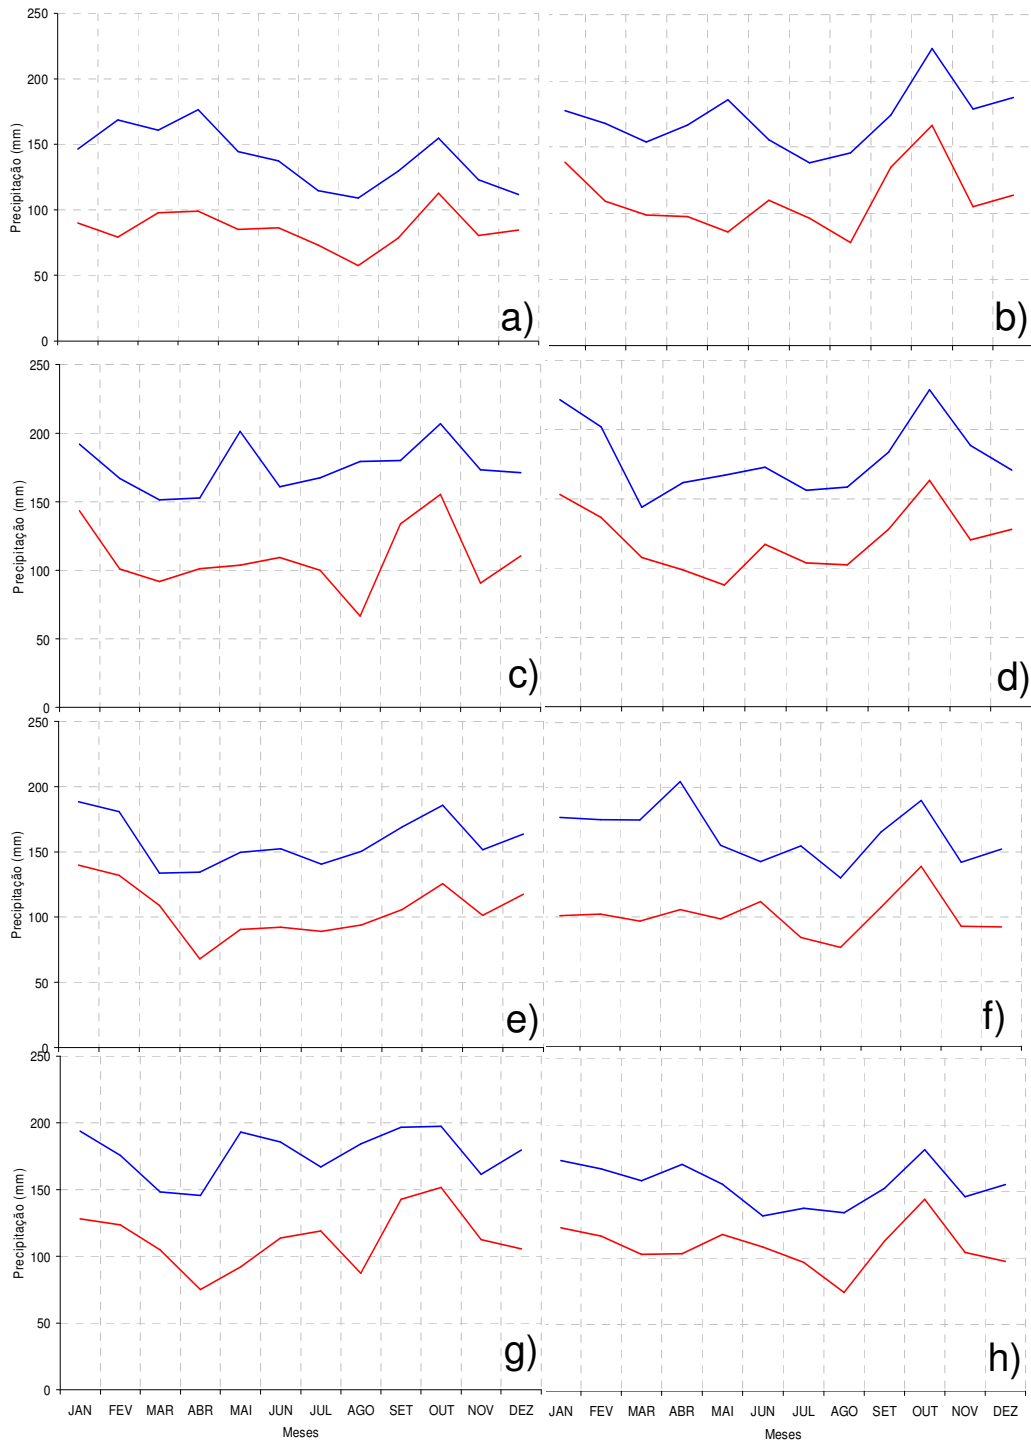 250
200
150
100
50
0
Precipitação (mm)
a)
b)
250
200
150
100
50
0
Precipitação (mm)
c)
d)
250
200
150
100
50
0
Precipitação (mm)
e)
f)
250
200
150
100
50
0
Precipitação (mm)
g)
h)
JAN FEV MAR ABR MAI JUN JUL AGO SET OUT NOV DEZ
Meses
JAN FEV MAR ABR MAI JUN JUL AGO SET OUT NOV DEZ
Meses